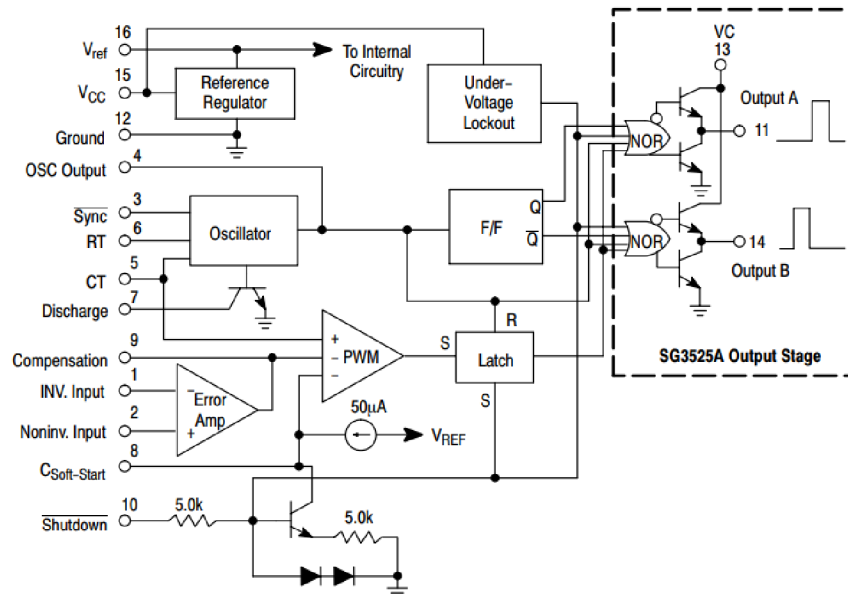 16
Vref
15
VCC
12
Ground
4
OSC Output
3
Sync
6
RT
5
CT
7
Discharge
9
Compensation
1
INV. Input
2
Noninv. Input
8
CSoft-Start
10
Shutdown
To Internal
Circuitry
Reference
Regulator
Under-
Voltage
Lockout
Oscillator
F/F
Q
Q
+
−
−
PWM
−
Error
Amp
+
S
R
Latch
S
50µA
VREF
5.0k
5.0k
VC
13
NOR
Output A
11
NOR
14
Output B
SG3525A Output Stage